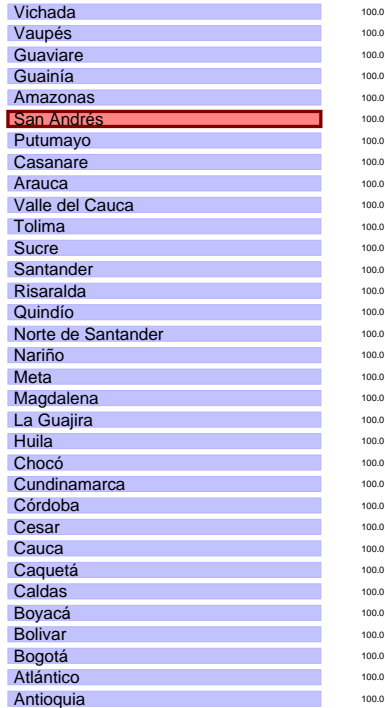 Vichada 100.0
Vaupés 100.0
Guaviare 100.0
Guainía 100.0
Amazonas 100.0
San Andrés 100.0
Putumayo 100.0
Casanare 100.0
Arauca 100.0
Valle del Cauca 100.0
Tolima 100.0
Sucre 100.0
Santander 100.0
Risaralda 100.0
Quindío 100.0
Norte de Santander 100.0
Nariño 100.0
Meta 100.0
Magdalena 100.0
La Guajira 100.0
Huila 100.0
Chocó 100.0
Cundinamarca 100.0
Córdoba 100.0
Cesar 100.0
Cauca 100.0
Caquetá 100.0
Caldas 100.0
Boyacá 100.0
Bolivar 100.0
Bogotá 100.0
Atlántico 100.0
Antioquia 100.0